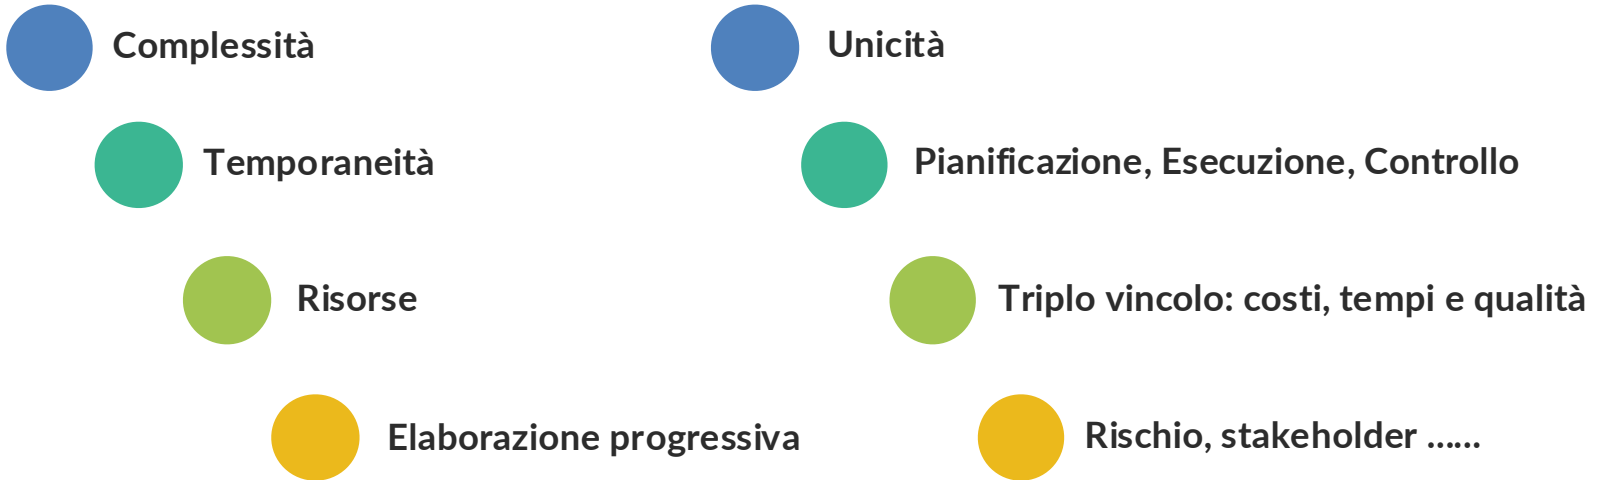 Complessità
Temporaneità
Risorse
Elaborazione progressiva
Unicità
Pianificazione, Esecuzione, Controllo
Triplo vincolo: costi, tempi e qualità
Rischio, stakeholder ……